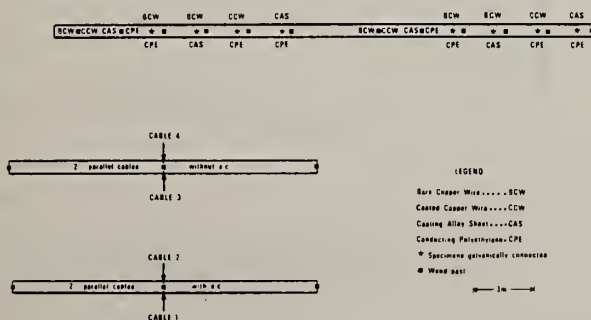 BCW BCW CCW CAS BCW BCW CCW CAS
BCW CCW CAS CPE BCW CCW CAS CPE
CPE CAS CPE CPE CPE CAS CPE CPE
CABLE 4
2 parallel cables without a.c
CABLE 3
CABLE 2
2 parallel cables with a.c
CABLE 1
LEGEND
Bare Copper Wire.....BCW
Coated Copper Wire....CCW
Casing Alloy Sheet....CAS
Conducting Polyethylene-CPE
* Specimens galvanically connected
■ Wood post